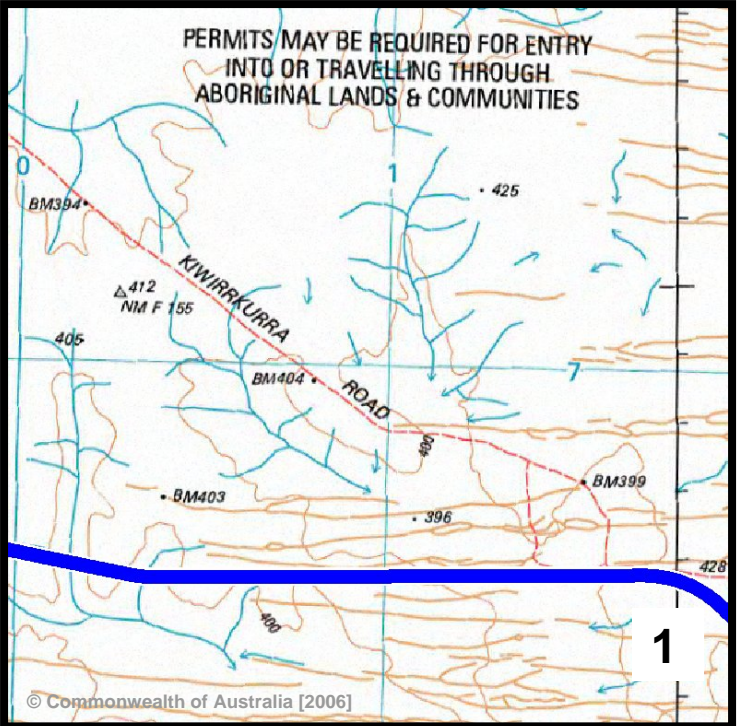 PERMITS MAY BE REQUIRED FOR ENTRY
INTO OR TRAVELLING THROUGH
ABORIGINAL LANDS & COMMUNITIES
0
1
425
BM394
KIWIRRKURRA
412
NM F 155
405
BM404
ROAD
7
400
BM399
BM403
396
428
400
1
© Commonwealth of Australia [2006]